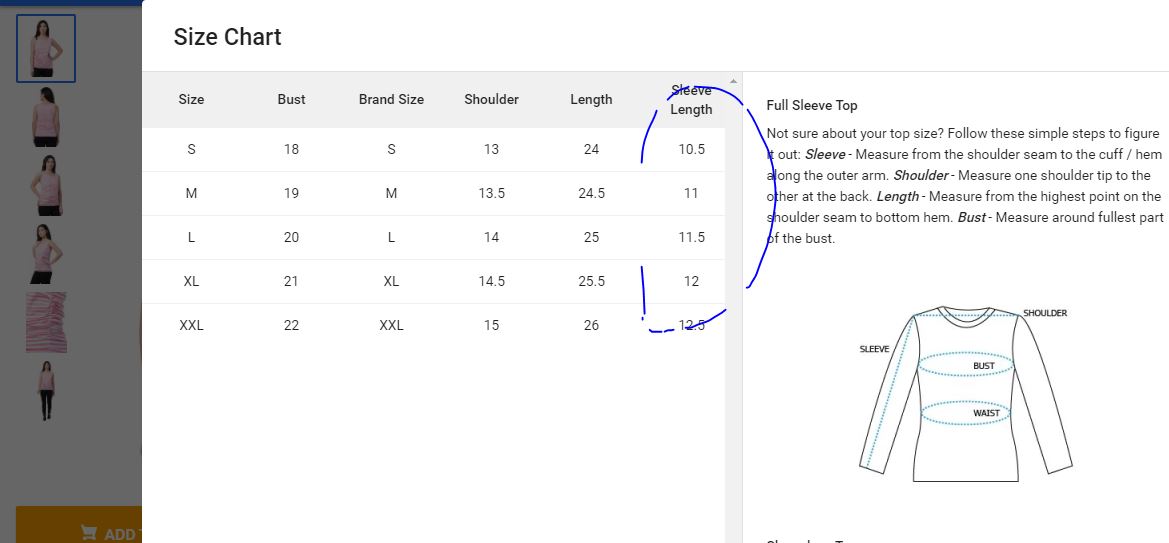 Size Chart
Size Bust Brand Size Shoulder Length Sleeve Length
S 18 S 13 24 10.5
M 19 M 13.5 24.5 11
L 20 L 14 25 11.5
XL 21 XL 14.5 25.5 12
XXL 22 XXL 15 26 12.5
Full Sleeve Top
Not sure about your top size? Follow these simple steps to figure
it out: Sleeve - Measure from the shoulder seam to the cuff / hem
along the outer arm. Shoulder - Measure one shoulder tip to the
other at the back. Length - Measure from the highest point on the
shoulder seam to bottom hem. Bust - Measure around fullest part
of the bust.
SHOULDER
SLEEVE
BUST
WAIST
ADD